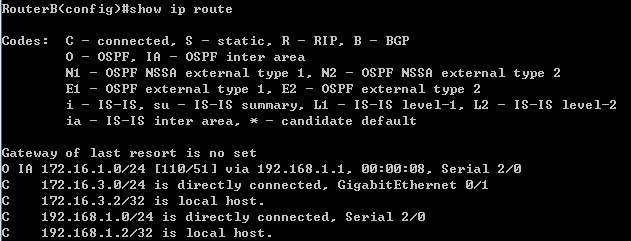 RouterB(config)#show ip route
Codes:  C - connected, S - static, R - RIP, B - BGP
O - OSPF, IA - OSPF inter area
N1 - OSPF NSSA external type 1, N2 - OSPF NSSA external type 2
E1 - OSPF external type 1, E2 - OSPF external type 2
i - IS-IS, su - IS-IS summary, L1 - IS-IS level-1, L2 - IS-IS level-2
ia - IS-IS inter area, * - candidate default
Gateway of last resort is no set
O IA 172.16.1.0/24 [110/51] via 192.168.1.1, 00:00:08, Serial 2/0
C    172.16.3.0/24 is directly connected, GigabitEthernet 0/1
C    172.16.3.2/32 is local host.
C    192.168.1.0/24 is directly connected, Serial 2/0
C    192.168.1.2/32 is local host.